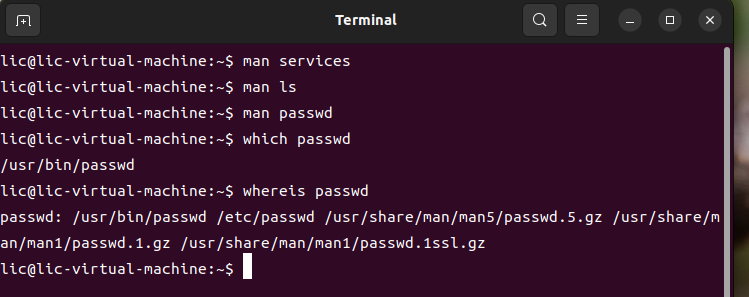 Terminal
lic@lic-virtual-machine:~$ man services
lic@lic-virtual-machine:~$ man ls
lic@lic-virtual-machine:~$ man passwd
lic@lic-virtual-machine:~$ which passwd
/usr/bin/passwd
lic@lic-virtual-machine:~$ whereis passwd
passwd: /usr/bin/passwd /etc/passwd /usr/share/man/man5/passwd.5.gz /usr/share/m
an/man1/passwd.1.gz /usr/share/man/man1/passwd.1ssl.gz
lic@lic-virtual-machine:~$